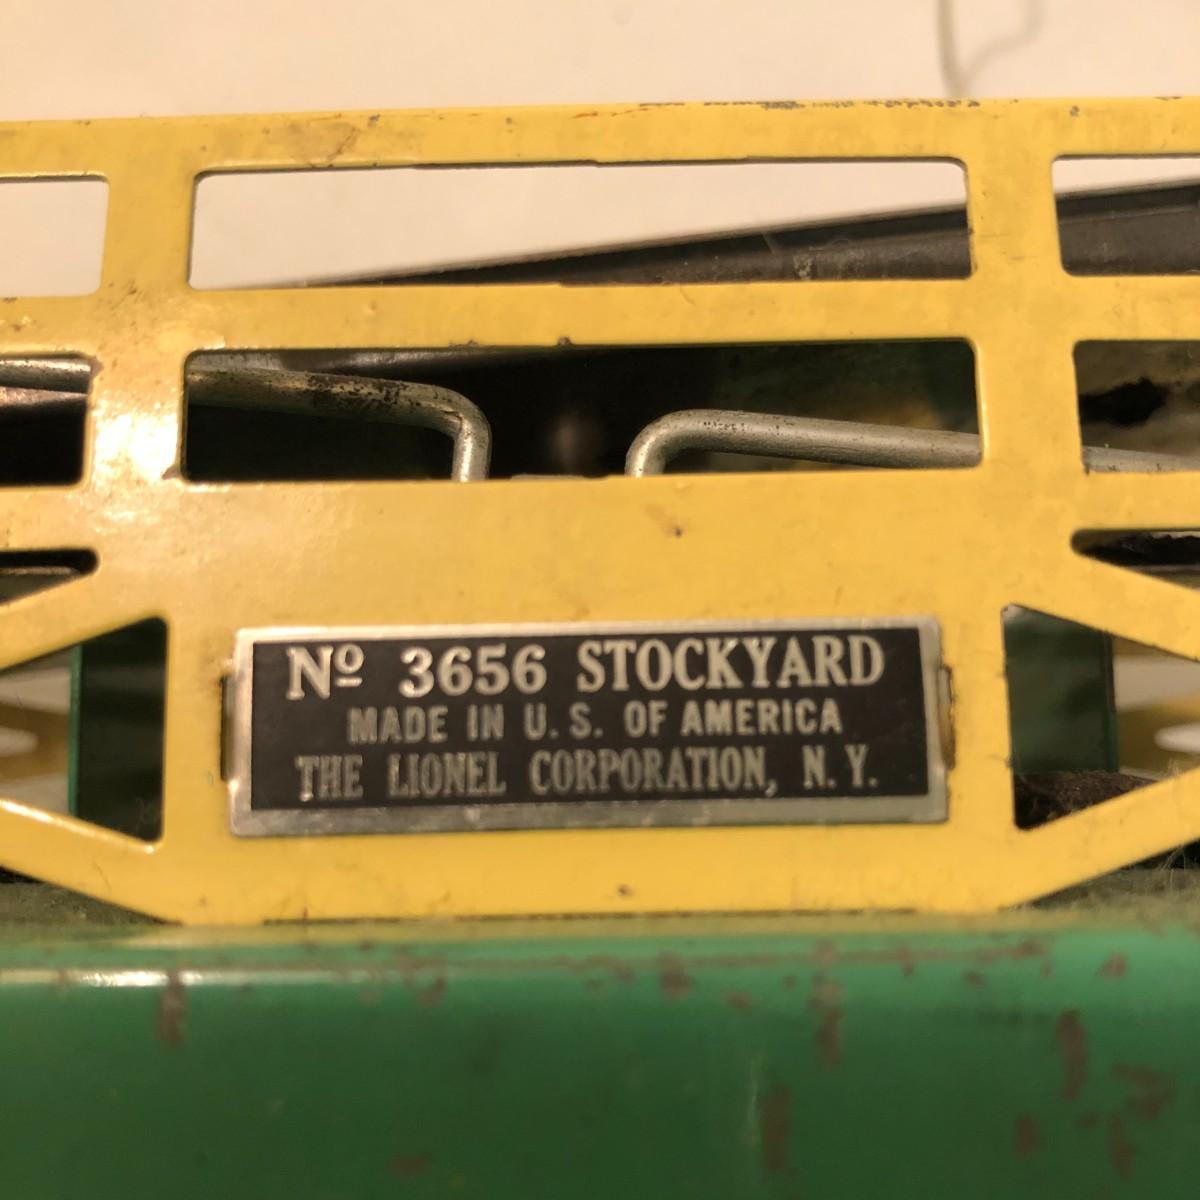 Nº 3656 STOCKYARD
MADE IN U.S. OF AMERICA
THE LIONEL CORPORATION, N.Y.